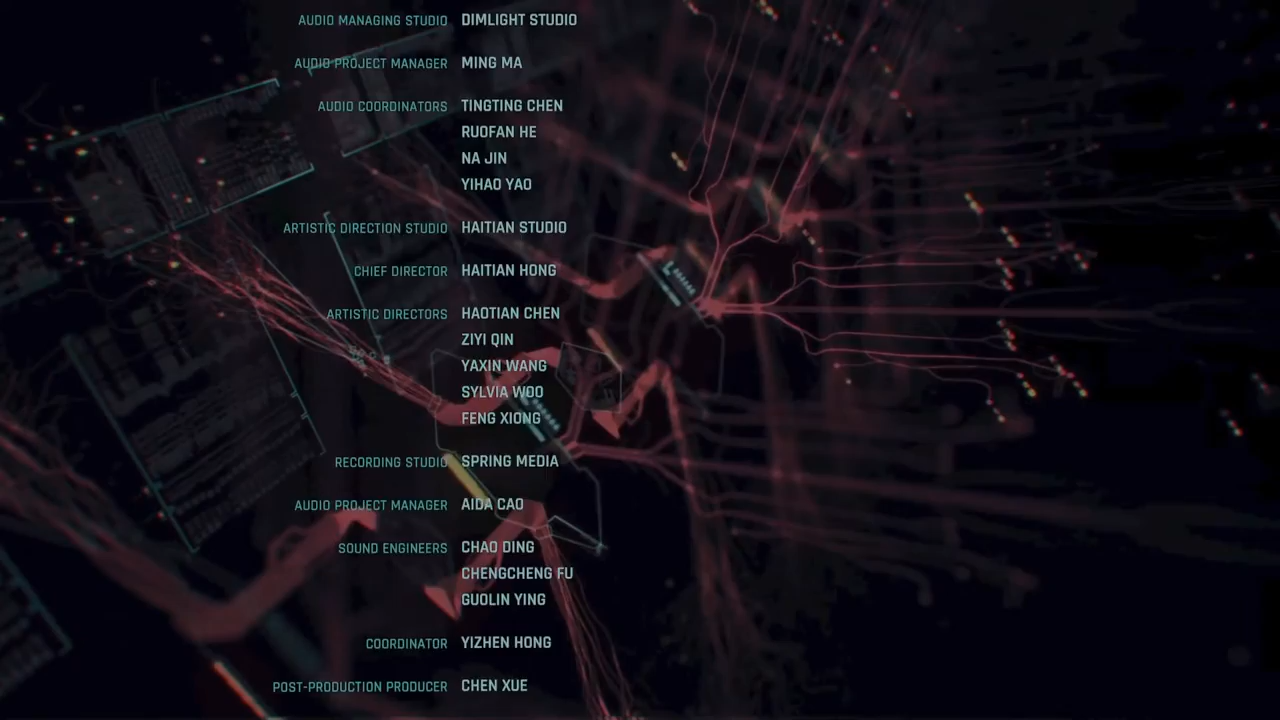 AUDIO MANAGING STUDIO DIMLIGHT STUDIO
AUDIO PROJECT MANAGER MING MA
AUDIO COORDINATORS TINGTING CHEN
RUOFAN HE
NA JIN
YIHAO YAO
ARTISTIC DIRECTION STUDIO HAITIAN STUDIO
CHIEF DIRECTOR HAITIAN HONG
ARTISTIC DIRECTORS HAOTIAN CHEN
ZIYI QIN
YAXIN WANG
SYLVIA WOO
FENG XIONG
RECORDING STUDIO SPRING MEDIA
AUDIO PROJECT MANAGER AIDA CAO
SOUND ENGINEERS CHAO DING
CHENGCHENG FU
GUOLIN YING
COORDINATOR YIZHEN HONG
POST-PRODUCTION PRODUCER CHEN XUE